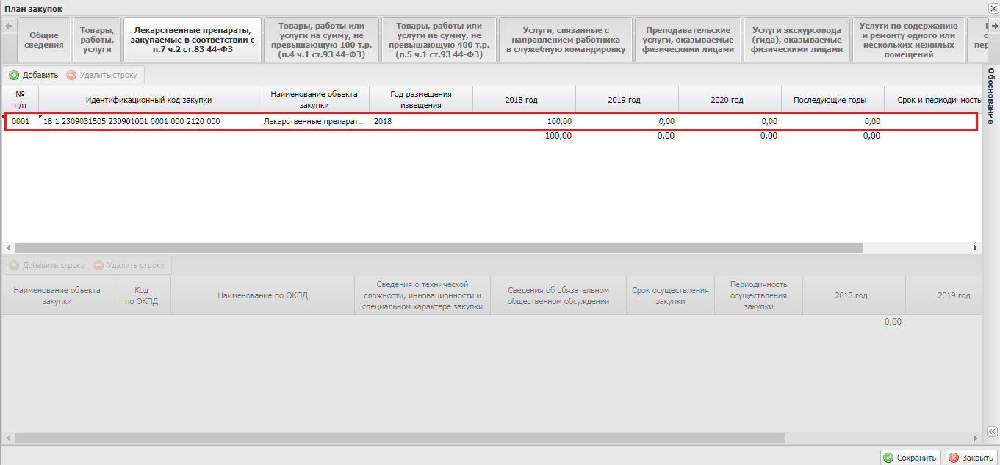 План закупок
Общие
сведения
Товары,
работы,
услуги
Лекарственные препараты,
закупаемые в соответствии с
п.7 ч.2 ст.83 44-ФЗ
Товары, работы или
услуги на сумму, не
превышающую 100 т.р.
(п.4 ч.1 ст.93 44-ФЗ)
Товары, работы или
услуги на сумму, не
превышающую 400 т.р.
(п.5 ч.1 ст.93 44-ФЗ)
Услуги, связанные с
направлением работника
в служебную командировку
Преподавательские
услуги, оказываемые
физическими лицами
Услуги экскурсовода
(гида), оказываемые
физическими лицами
Услуги по содержанию
и ремонту одного или
нескольких нежилых
помещений
Добавить Удалить строку
№
п/п
Идентификационный код закупки
Наименование объекта
закупки
Год размещения
извещения
2018 год
2019 год
2020 год
Последующие годы
Срок и периодичность
0001 18 1 2309031505 230901001 0001 000 2120 000 Лекарственные препарат... 2018 100,00 0,00 0,00 0,00
100,00 0,00 0,00 0,00
Обоснование
Добавить строку Удалить строку
Наименование объекта
закупки
Код
по ОКПД
Наименование по ОКПД
Сведения о технической
сложности, инновационности и
специальном характере закупки
Сведения об обязательном
общественном обсуждении
Срок осуществления
закупки
Периодичность
осуществления
закупки
2018 год
2019 год
0,00
Сохранить Закрыть